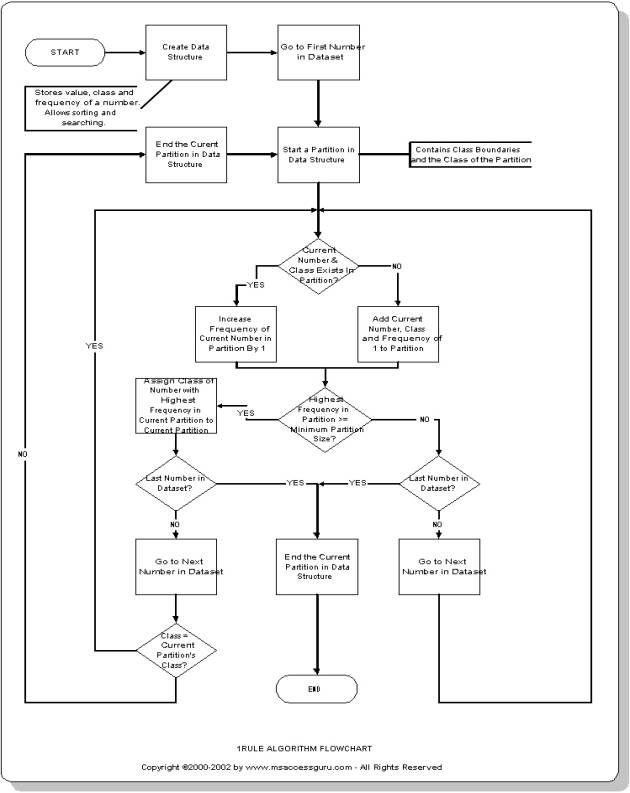 START
Create Data
Structure
Go to First Number
in Dataset
Stores value, class and
frequency of a number.
Allows sorting and
searching.
End the Curent
Partition in Data
Structure
Start a Partition in
Data Structure
Contains Class Boundaries
and the Class of the Partition
Current
Number &
Class Exists In
Partition?
YES
NO
Increase
Frequency of
Current Number in
Partition By 1
Add Current
Number, Class
and Frequency of
1 to Partition
YES
Assign Class of
Number with
Highest
Frequency in
Current Partition to
Current Partition
YES
Highest
Frequency in
Partition >=
Minimum Partition
Size?
NO
NO
Last Number in
Dataset?
YES
YES
Last Number in
Dataset?
NO
NO
Go to Next
Number in Dataset
End the Current
Partition in Data
Structure
Go to Next
Number in Dataset
Class =
Current
Partition's
Class?
END
1RULE ALGORITHM FLOWCHART
Copyright ©2000-2002 by www.msaccessguru.com - All Rights Reserved